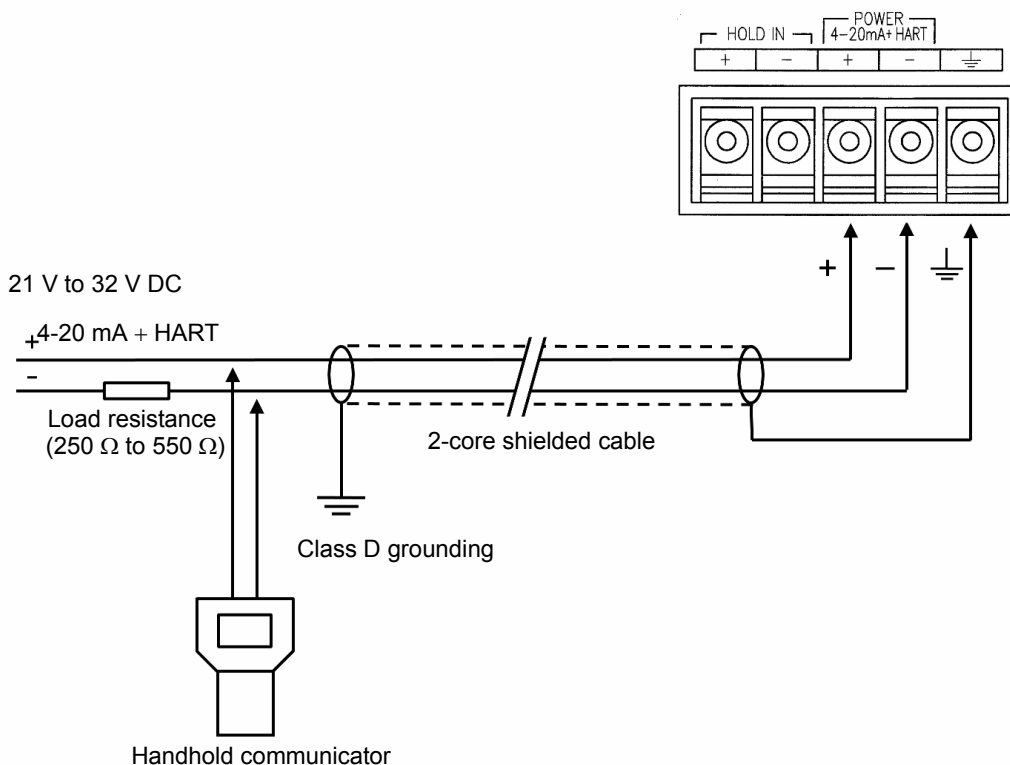 POWER
HOLD IN 4-20mA+HART
+ - + -
+ -
21 V to 32 V DC
+ 4-20 mA + HART
-
Load resistance
(250 Ω to 550 Ω)
2-core shielded cable
Class D grounding
Handhold communicator